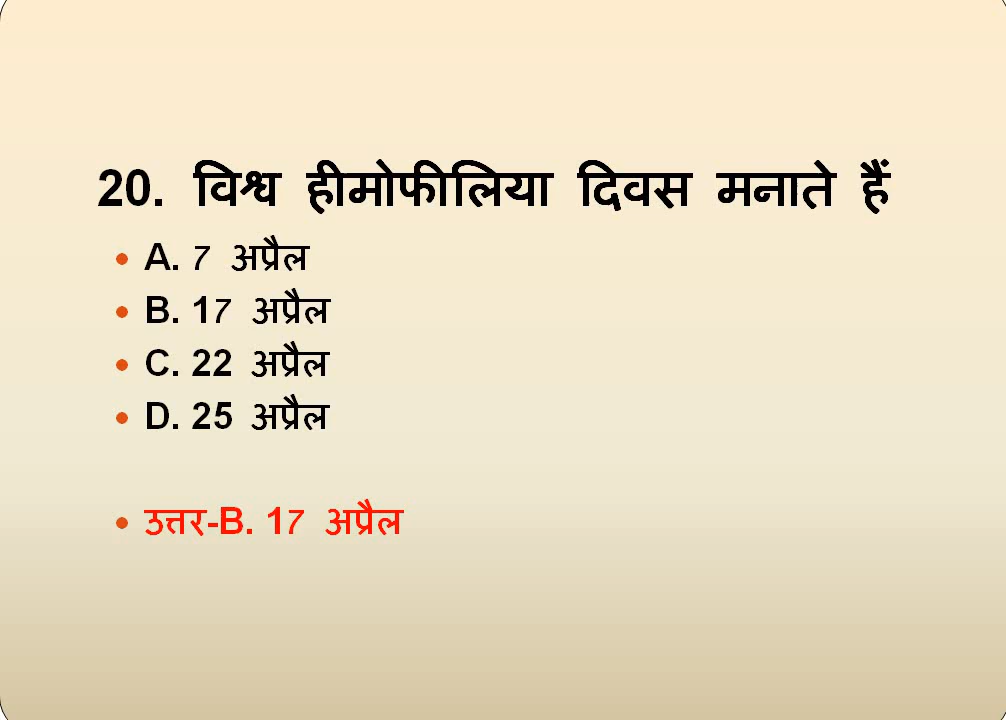 20. विश्व हीमोफीलिया दिवस मनाते हैं
• A. 7 अप्रैल
• B. 17 अप्रैल
• C. 22 अप्रैल
• D. 25 अप्रैल
• उत्तर-B. 17 अप्रैल